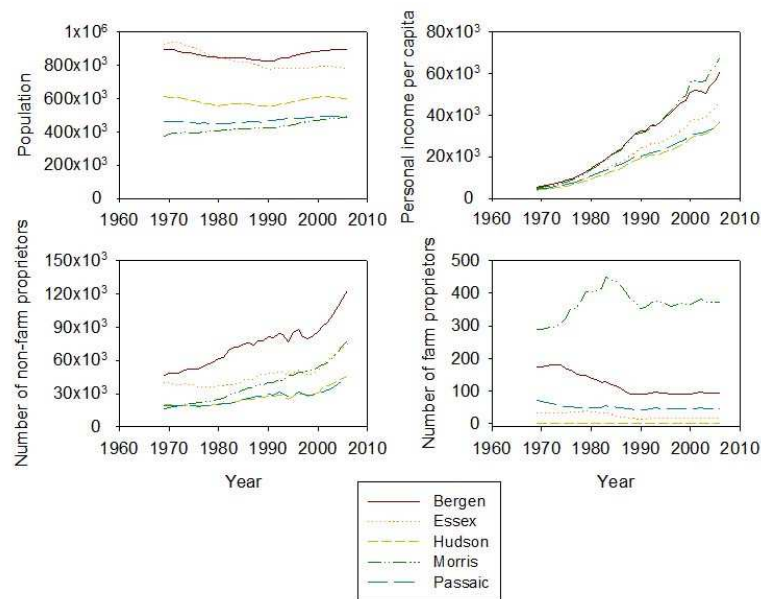 Population
1x10⁶
800x10³
600x10³
400x10³
200x10³
0
1960 1970 1980 1990 2000 2010
Personal income per capita
80x10³
60x10³
40x10³
20x10³
0
1960 1970 1980 1990 2000 2010
Number of non-farm proprietors
150x10³
120x10³
90x10³
60x10³
30x10³
0
1960 1970 1980 1990 2000 2010
Year
Number of farm proprietors
500
400
300
200
100
0
1960 1970 1980 1990 2000 2010
Year
Bergen
Essex
Hudson
Morris
Passaic